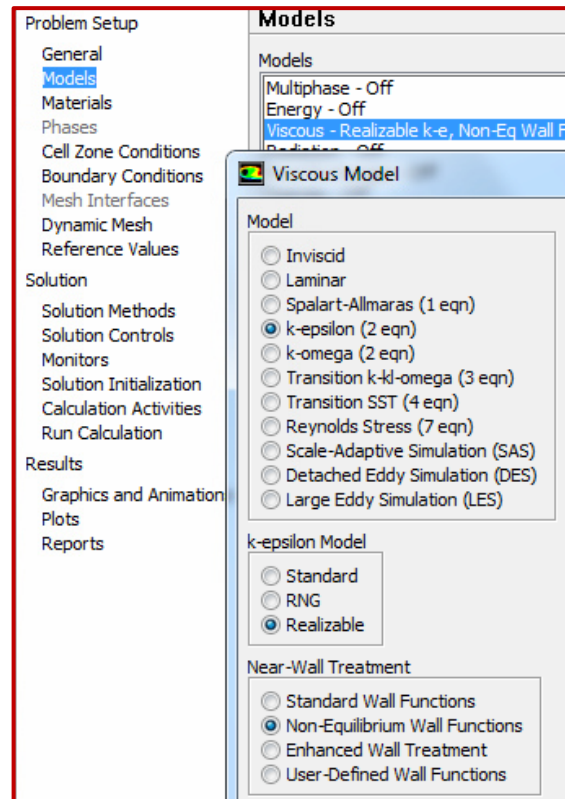 Problem Setup
General
Models
Materials
Phases
Cell Zone Conditions
Boundary Conditions
Mesh Interfaces
Dynamic Mesh
Reference Values
Solution
Solution Methods
Solution Controls
Monitors
Solution Initialization
Calculation Activities
Run Calculation
Results
Graphics and Animation
Plots
Reports
Models
Models
Multiphase - Off
Energy - Off
Viscous - Realizable k-e, Non-Eq Wall F
Radiation - Off
Viscous Model
Model
Inviscid
Laminar
Spalart-Allmaras (1 eqn)
k-epsilon (2 eqn)
k-omega (2 eqn)
Transition k-kl-omega (3 eqn)
Transition SST (4 eqn)
Reynolds Stress (7 eqn)
Scale-Adaptive Simulation (SAS)
Detached Eddy Simulation (DES)
Large Eddy Simulation (LES)
k-epsilon Model
Standard
RNG
Realizable
Near-Wall Treatment
Standard Wall Functions
Non-Equilibrium Wall Functions
Enhanced Wall Treatment
User-Defined Wall Functions